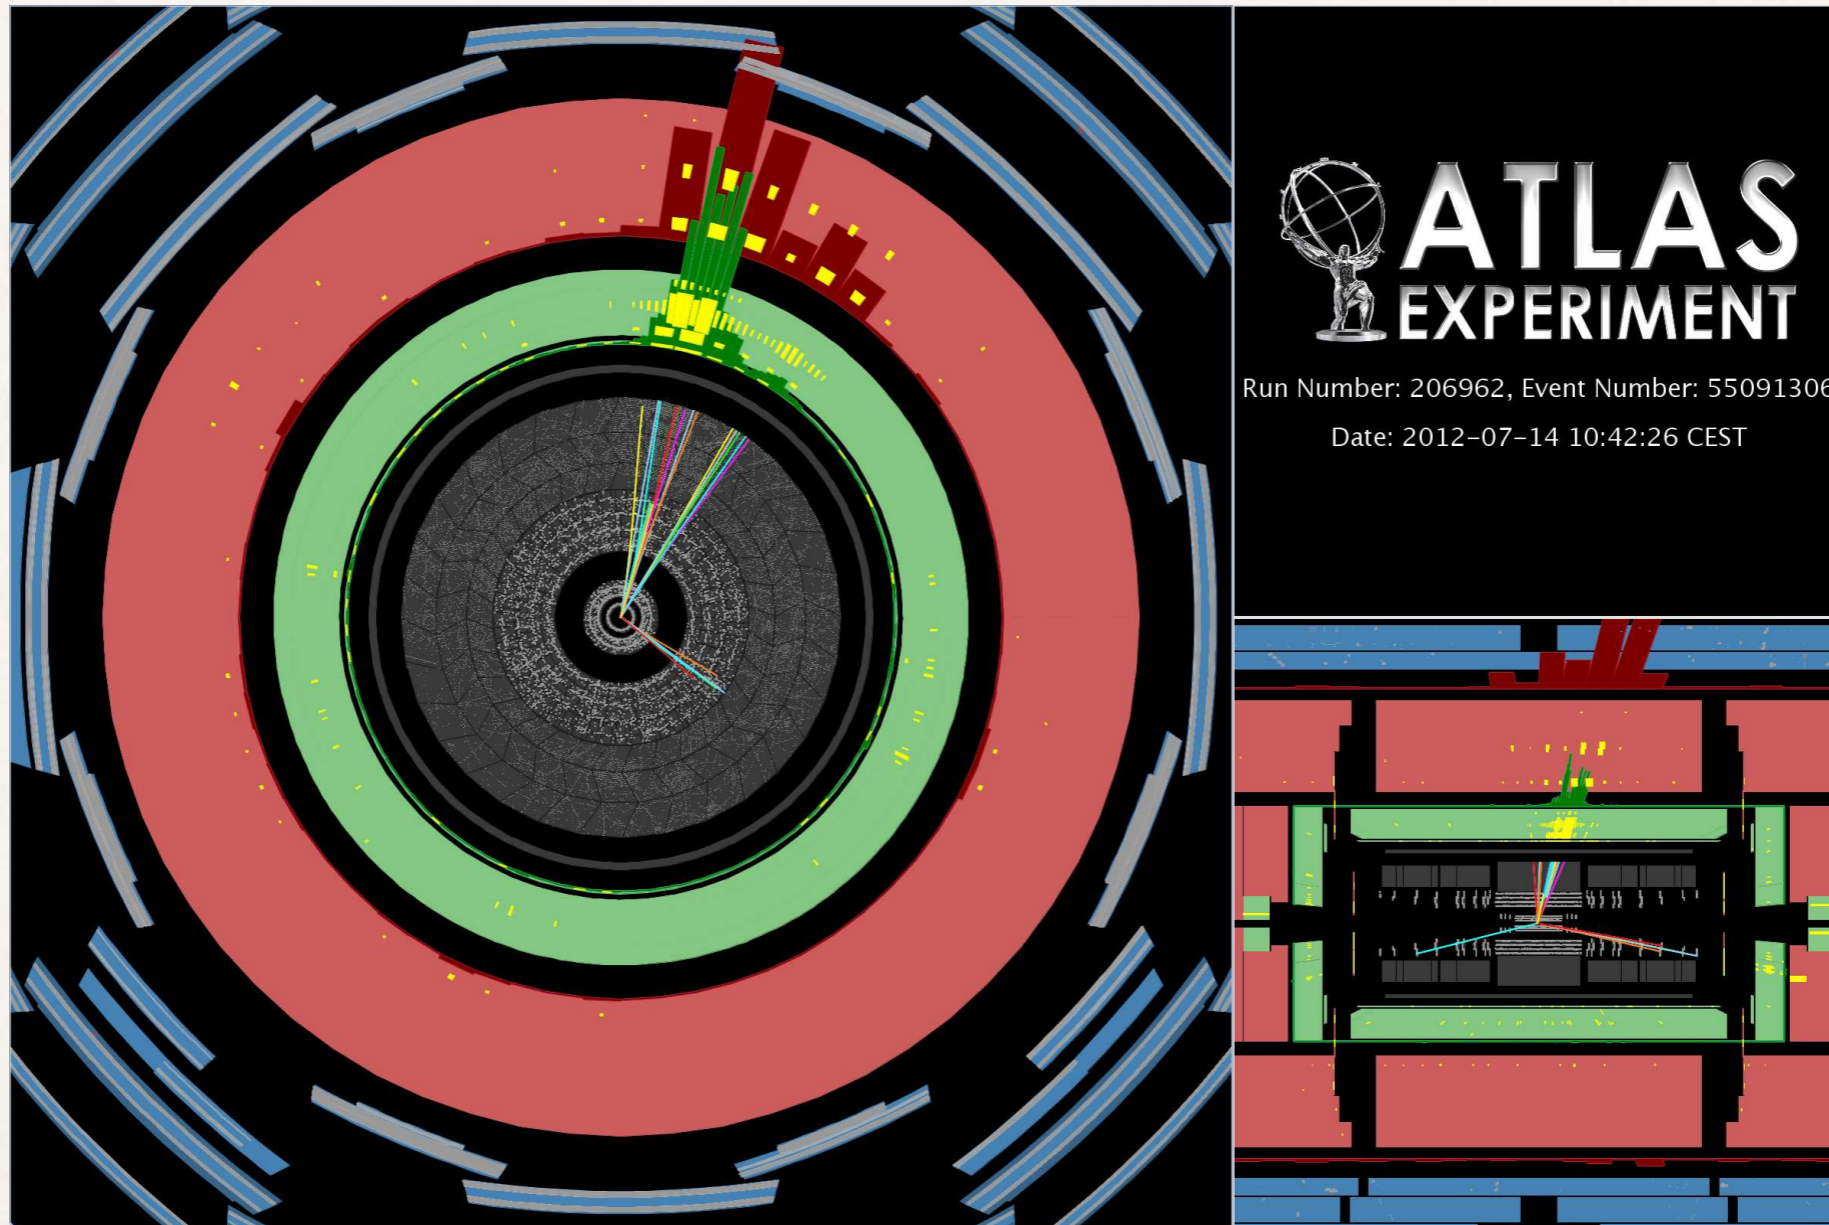 ATLAS
EXPERIMENT
Run Number: 206962, Event Number: 55091306
Date: 2012-07-14 10:42:26 CEST